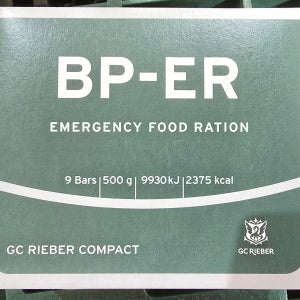 BP-ER
EMERGENCY FOOD RATION
9 Bars | 500 g | 9930 kJ | 2375 kcal
GC RIEBER COMPACT
GC RIEBER